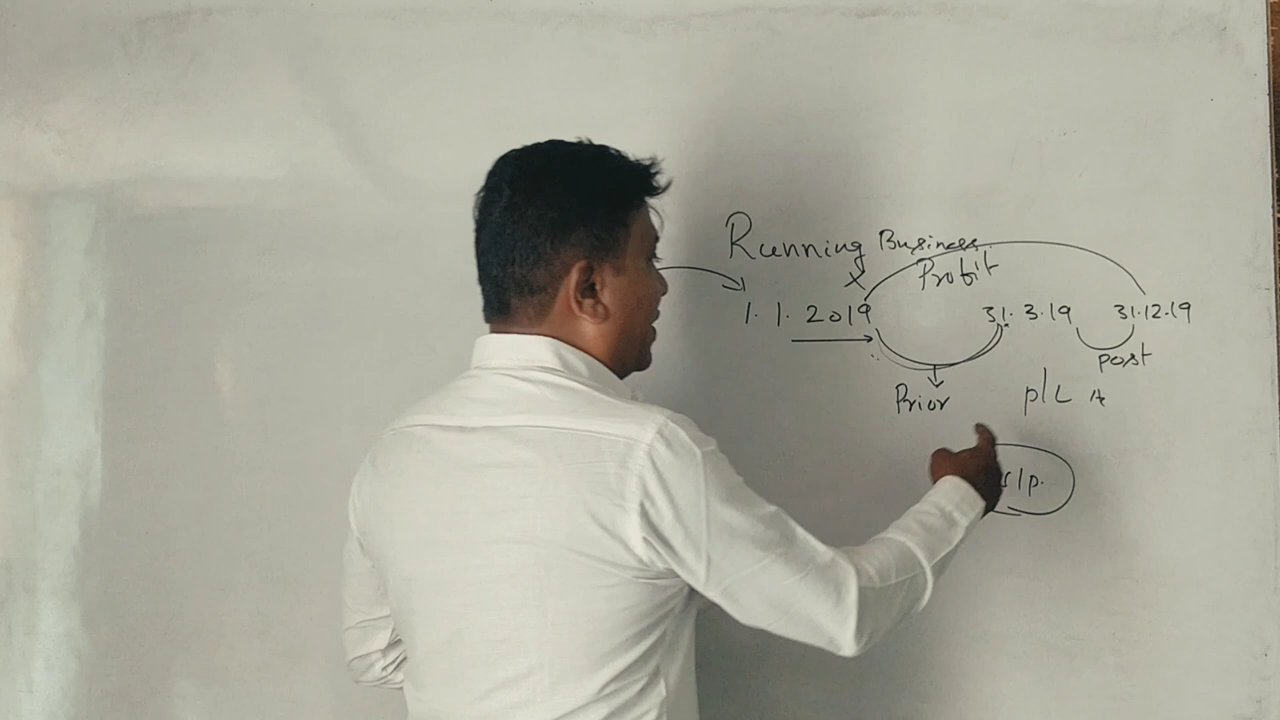 Running Business
Profit
x
1. 1. 2019 31. 3.19 31.12.19
post
Prior P/L A
/p.